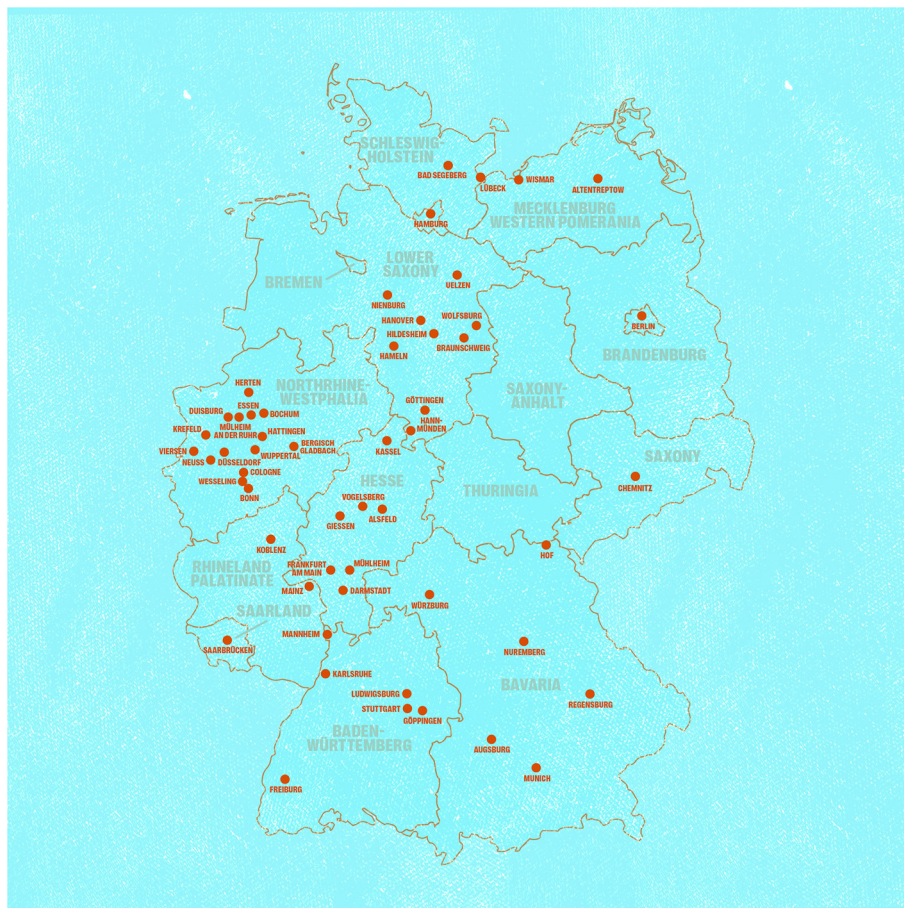 SCHLESWIG-
HOLSTEIN
BAD SEGEBERG
LÜBECK
WISMAR
ALTENTREPTOW
MECKLENBURG
WESTERN POMERANIA
HAMBURG
LOWER
SAXONY
BREMEN
UELZEN
NIENBURG
HANOVER
WOLFSBURG
HILDESHEIM
BRAUNSCHWEIG
HAMELN
BERLIN
BRANDENBURG
HERTEN
NORTHRHINE-
WESTPHALIA
SAXONY-
ANHALT
ESSEN
DUISBURG
BOCHUM
MÜLHEIM
AN DER RUHR
HATTINGEN
KREFELD
GÖTTINGEN
HANN-
MÜNDEN
BERGISCH
GLADBACH
VIERSEN
NEUSS
DÜSSELDORF
WUPPERTAL
KASSEL
COLOGNE
WESSELING
BONN
SAXONY
CHEMNITZ
HESSE
THURINGIA
VOGELSBERG
ALSFELD
GIESSEN
KOBLENZ
HOF
RHINELAND
PALATINATE
FRANKFURT
AM MAIN
MÜHLHEIM
MAINZ
DARMSTADT
WÜRZBURG
SAARLAND
MANNHEIM
SAARBRÜCKEN
NUREMBERG
KARLSRUHE
BAVARIA
LUDWIGSBURG
STUTTGART
GÖPPINGEN
REGENSBURG
BADEN-
WÜRTTEMBERG
AUGSBURG
MUNICH
FREIBURG